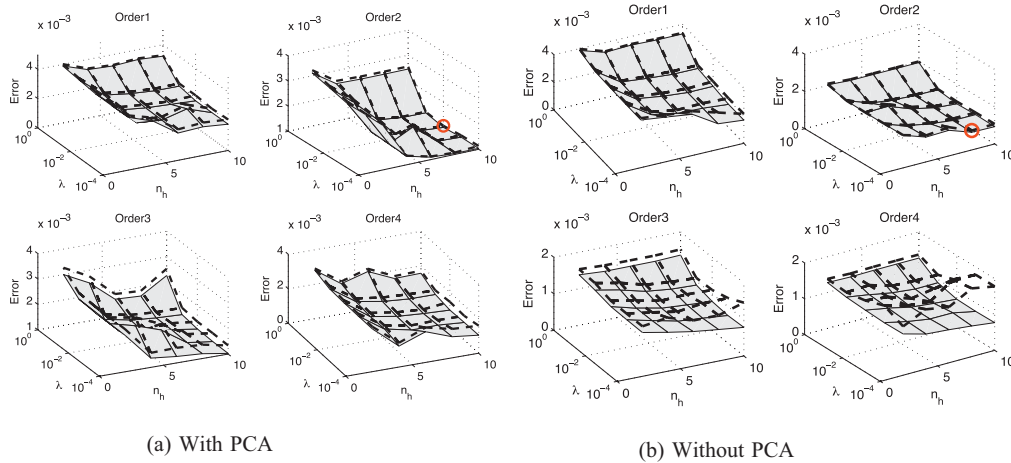 x 10⁻³
Order1
4
2
0
Error
10⁰
10⁻²
10⁻⁴
λ
0
5
10
n_h
x 10⁻³
Order2
4
3
2
1
Error
10⁰
10⁻²
λ 10⁻⁴
0
5
10
n_h
x 10⁻³
Order3
4
3
2
1
Error
10⁰
10⁻²
λ 10⁻⁴
0
5
10
n_h
x 10⁻³
Order4
4
2
0
Error
10⁰
10⁻²
λ 10⁻⁴
0
5
10
n_h
(a) With PCA
x 10⁻³
Order1
4
2
0
Error
10⁰
10⁻²
λ 10⁻⁴
0
5
10
n_h
x 10⁻³
Order2
4
2
0
Error
10⁰
10⁻²
λ 10⁻⁴
0
5
10
n_h
x 10⁻³
Order3
2
1
0
Error
10⁰
10⁻²
λ 10⁻⁴
0
5
10
n_h
x 10⁻³
Order4
2
1
0
Error
10⁰
10⁻²
λ 10⁻⁴
0
5
10
n_h
(b) Without PCA